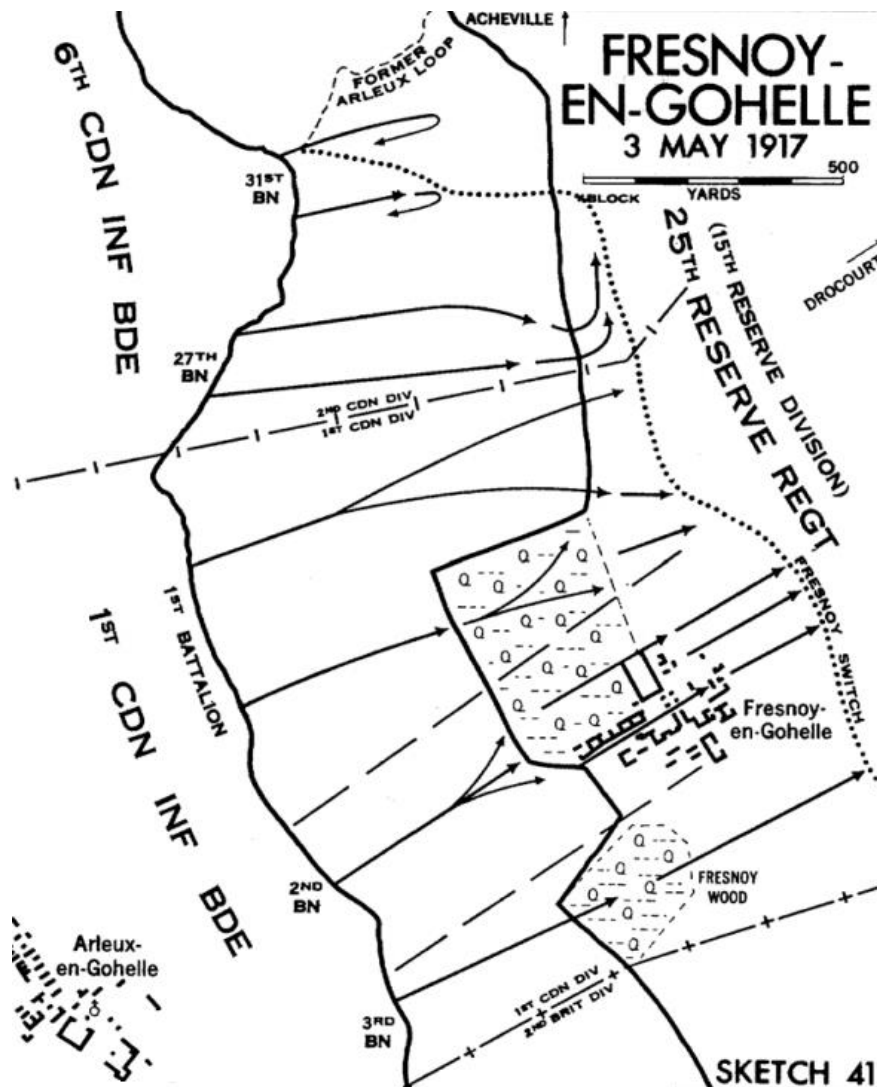 ACHEVILLE
FRESNOY-
EN-GOHELLE
3 MAY 1917
500
YARDS
FORMER
ARLEUX LOOP
6TH CDN INF BDE
31ST
BN
BLOCK
25TH RESERVE REGT
(15TH RESERVE DIVISION)
DROCOURT
27TH
BN
2ND CDN DIV
1ST CDN DIV
1ST BATTALION
1ST CDN INF BDE
FRESNOY SWITCH
Fresnoy-
en-Gohelle
2ND
BN
FRESNOY
WOOD
Arleux-
en-Gohelle
3RD
BN
1ST CDN DIV
2ND BRIT DIV
SKETCH 41